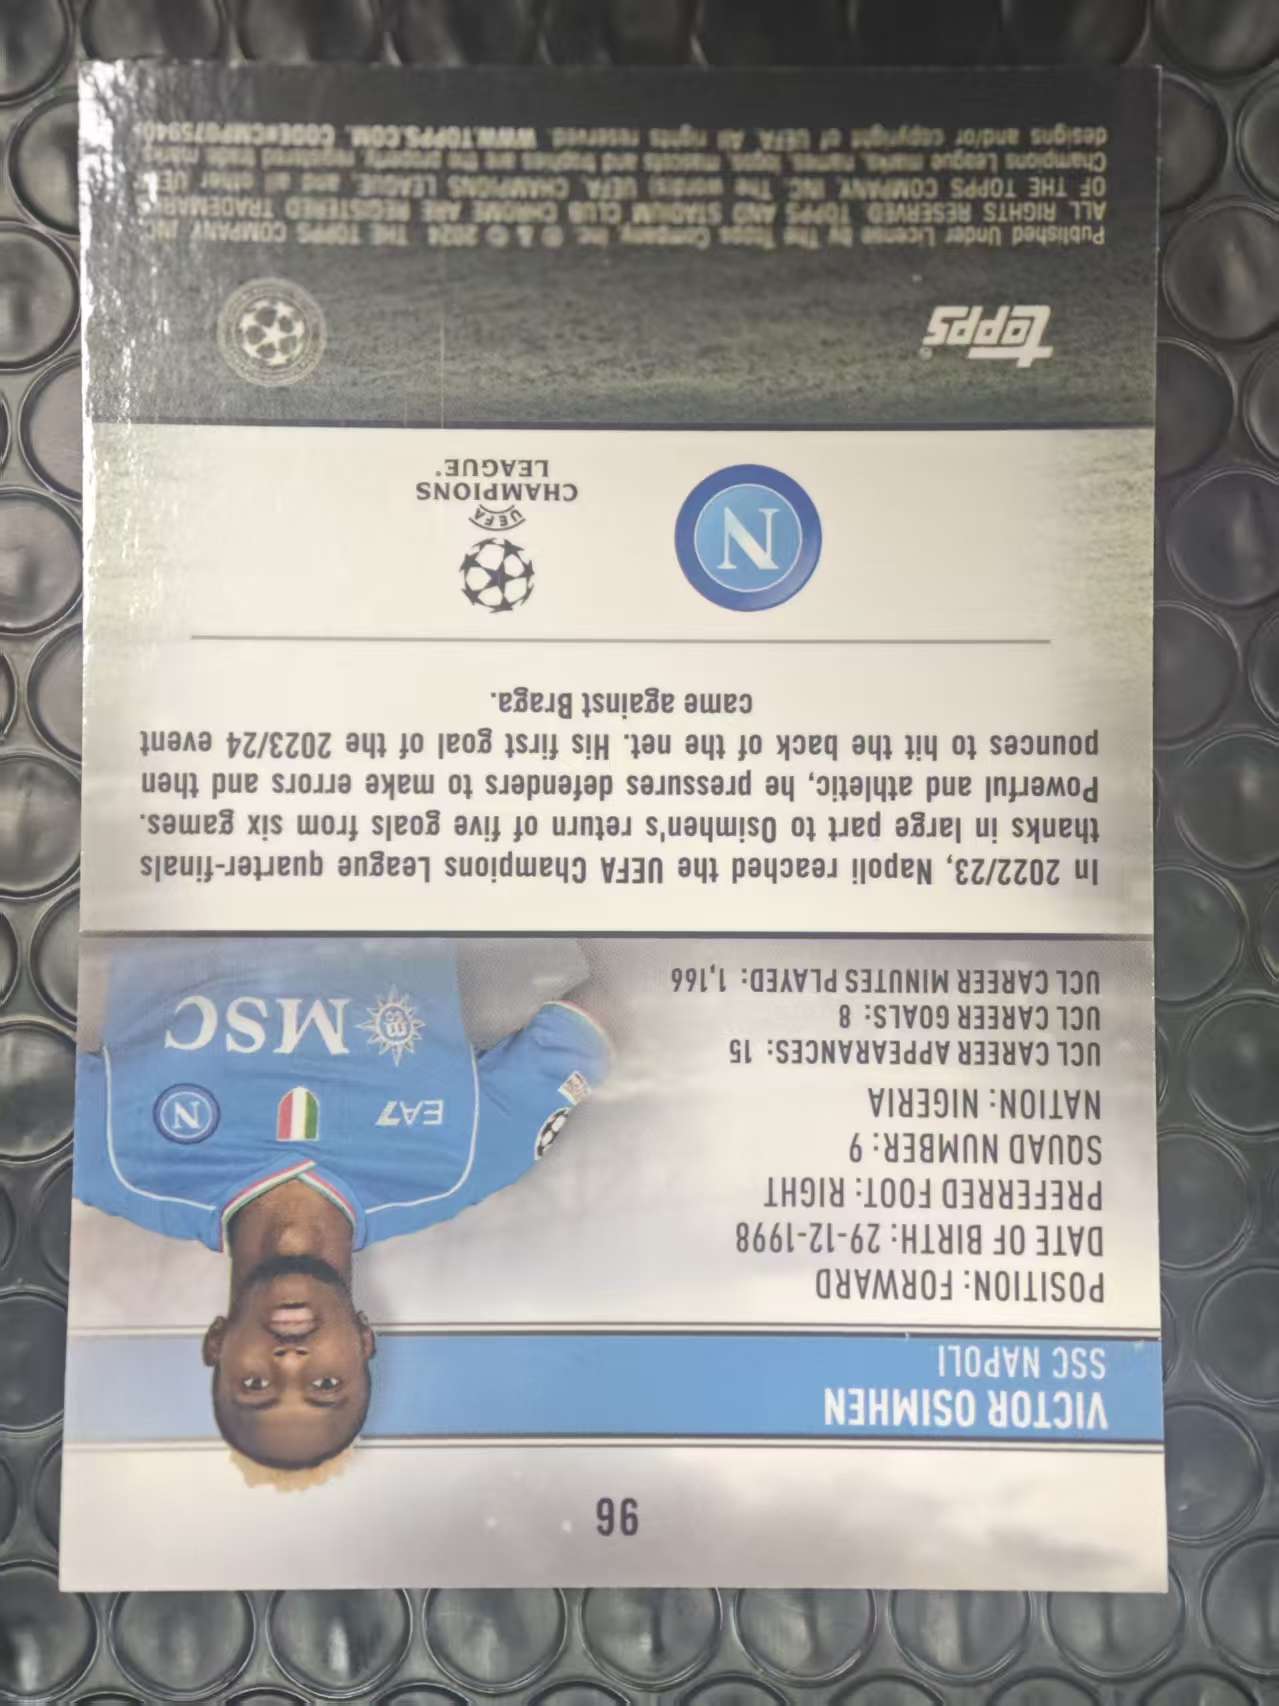 96
VICTOR OSIMHEN
SSC NAPOLI
POSITION: FORWARD
DATE OF BIRTH: 29-12-1998
PREFERRED FOOT: RIGHT
SQUAD NUMBER: 9
NATION: NIGERIA
UCL CAREER APPEARANCES: 15
UCL CAREER GOALS: 8
UCL CAREER MINUTES PLAYED: 1,166
EA7 N
MSC
In 2022/23, Napoli reached the UEFA Champions League quarter-finals
thanks in large part to Osimhen's return of five goals from six games.
Powerful and athletic, he pressures defenders to make errors and then
pounces to hit the back of the net. His first goal of the 2023/24 event
came against Braga.
N
UEFA
CHAMPIONS
LEAGUE®
topps®
Published Under License by The Topps Company, Inc. ® & © 2024 THE TOPPS COMPANY, INC.
ALL RIGHTS RESERVED. TOPPS AND STADIUM CLUB CHROME ARE REGISTERED TRADEMARKS
OF THE TOPPS COMPANY, INC. The word(s) UEFA, CHAMPIONS LEAGUE, and all other UEFA
Champions League marks, names, logos, mascots and trophies are the property, registered trade marks,
designs and/or copyright of UEFA. All rights reserved. WWW.TOPPS.COM. CODE#CMP075940